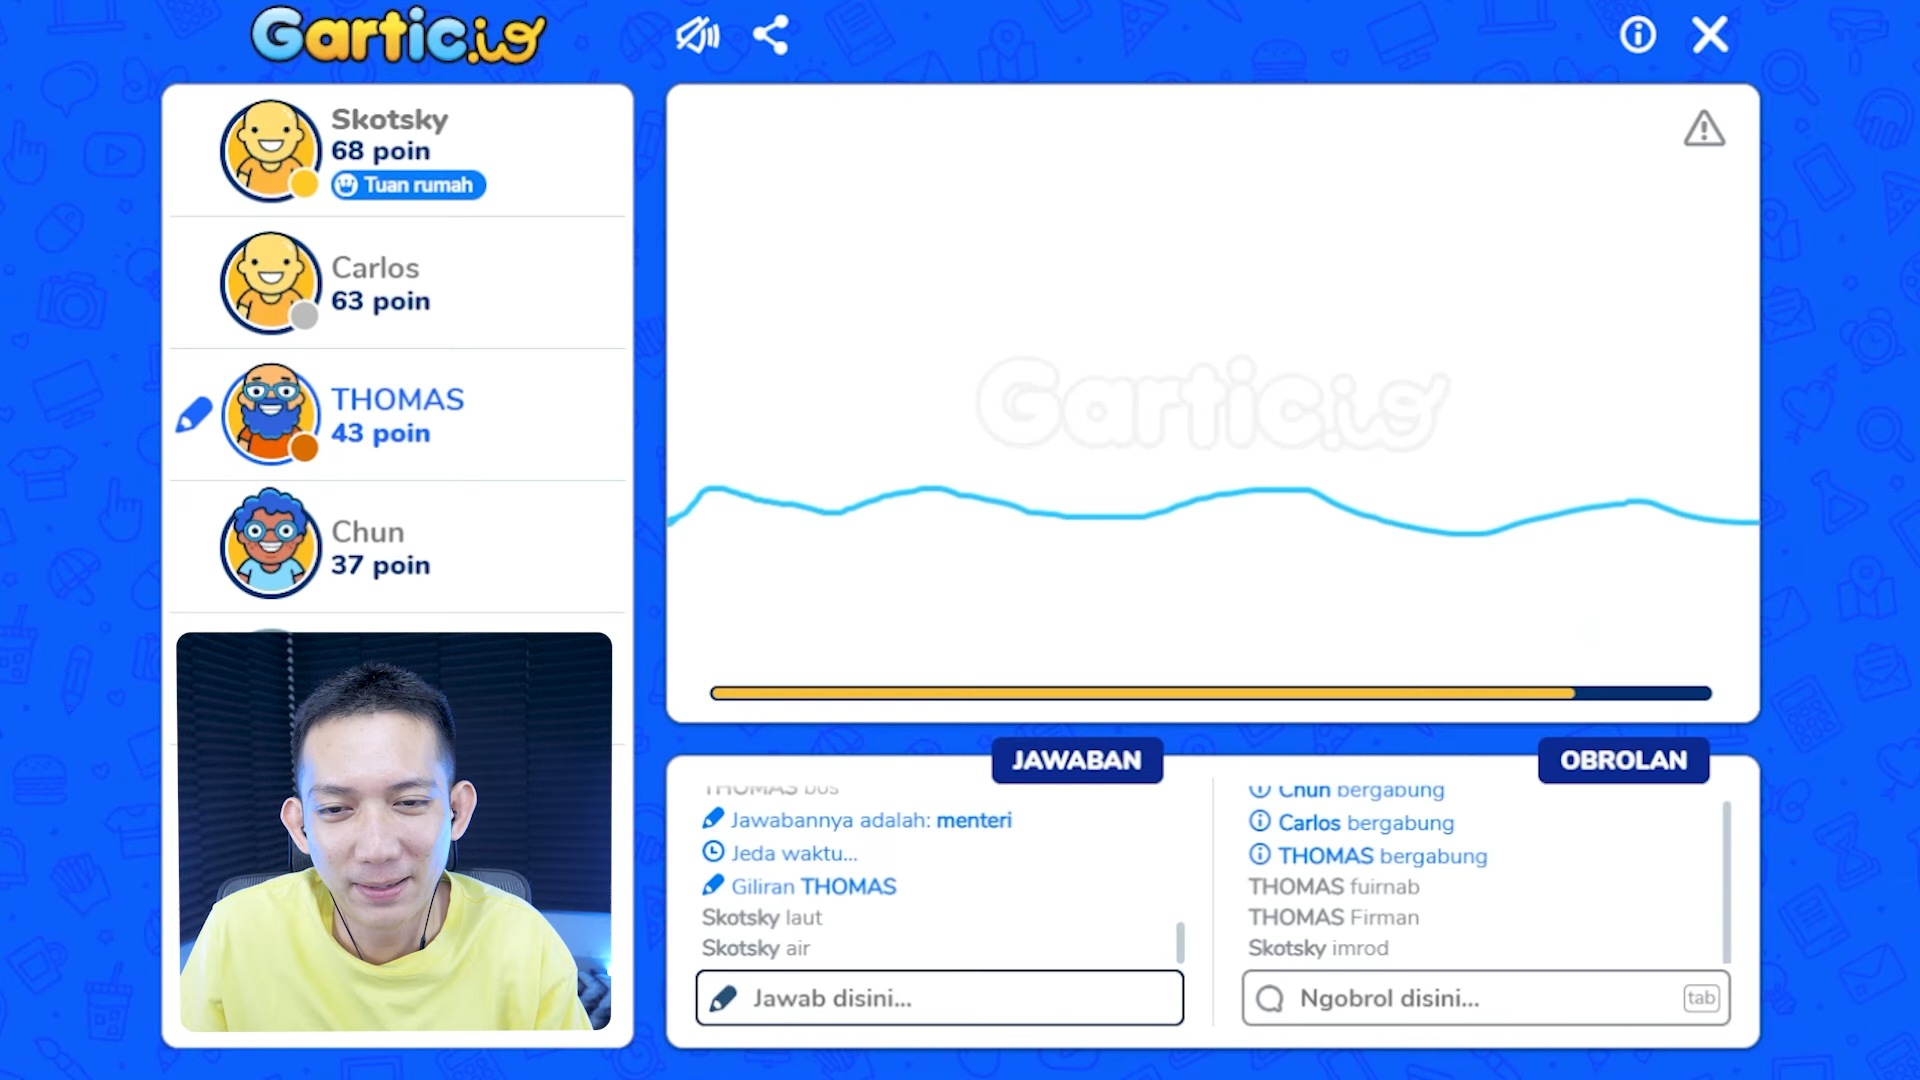 Gartic.io
Skotsky
68 poin
Tuan rumah
Carlos
63 poin
THOMAS
43 poin
Chun
37 poin
Gartic.io
JAWABAN
THOMAS bos
Jawabannya adalah: menteri
Jeda waktu...
Giliran THOMAS
Skotsky laut
Skotsky air
Jawab disini...
OBROLAN
Chun bergabung
Carlos bergabung
THOMAS bergabung
THOMAS fuirnab
THOMAS Firman
Skotsky imrod
Ngobrol disini...
tab